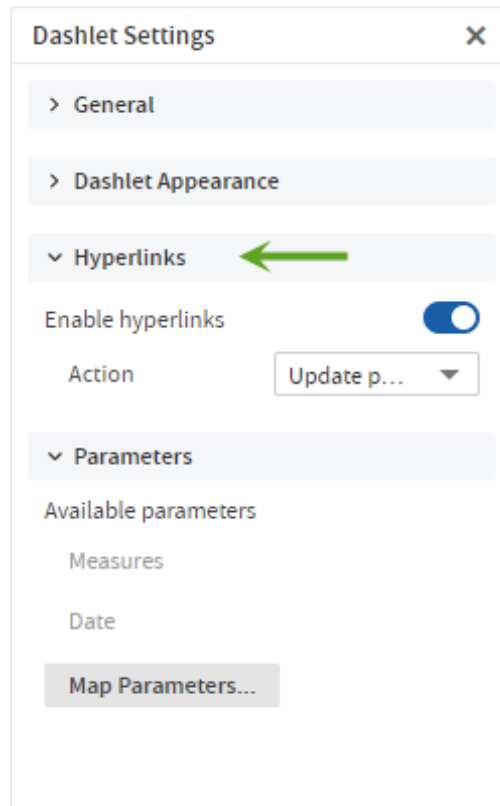 Dashlet Settings
General
Dashlet Appearance
Hyperlinks
Enable hyperlinks
Action Update p...
Parameters
Available parameters
Measures
Date
Map Parameters...